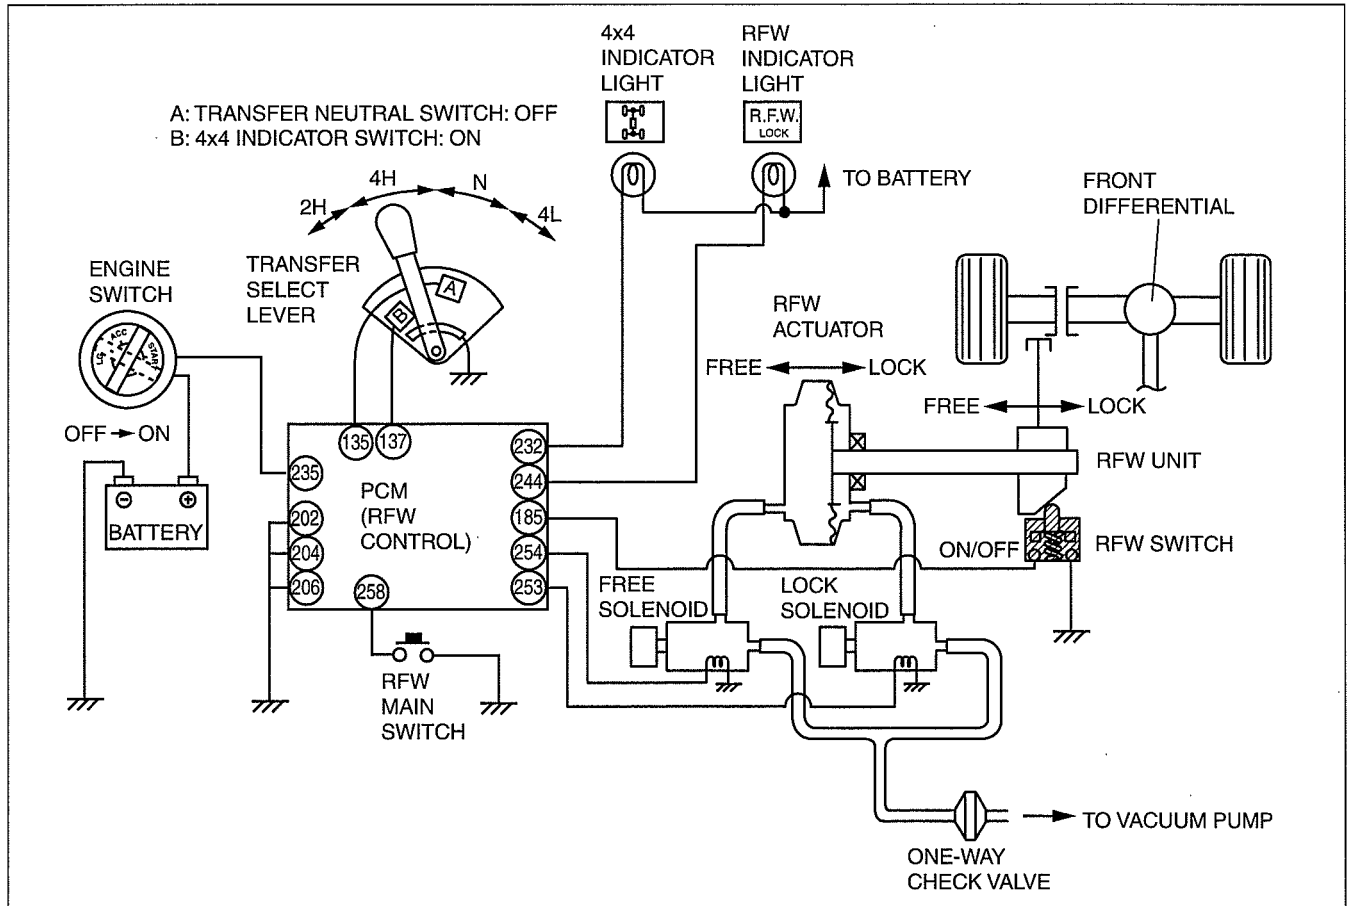 4x4
INDICATOR
LIGHT
RFW
INDICATOR
LIGHT
R.F.W.
LOCK
A: TRANSFER NEUTRAL SWITCH: OFF
B: 4x4 INDICATOR SWITCH: ON
TO BATTERY
2H
4H
N
4L
FRONT
DIFFERENTIAL
ENGINE
SWITCH
TRANSFER
SELECT
LEVER
A
B
LG
ACC
START
OFF → ON
RFW
ACTUATOR
FREE
LOCK
FREE
LOCK
135
137
232
235
244
RFW UNIT
PCM
(RFW
CONTROL)
202
185
BATTERY
ON/OFF
RFW SWITCH
204
254
206
258
253
FREE
SOLENOID
LOCK
SOLENOID
RFW
MAIN
SWITCH
TO VACUUM PUMP
ONE-WAY
CHECK VALVE